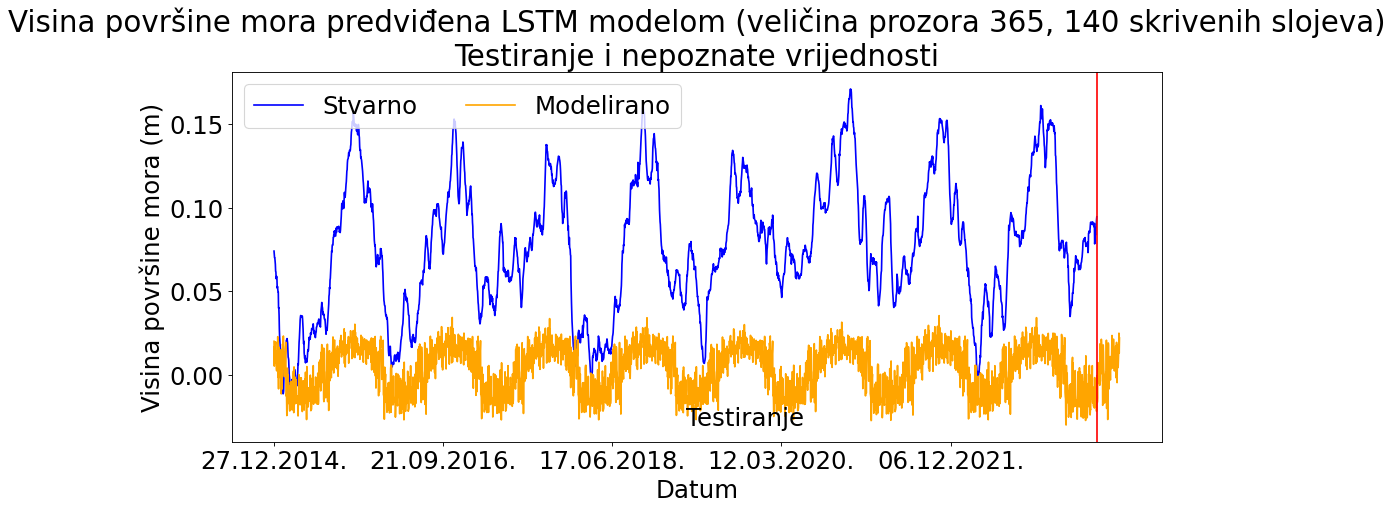 Visina površine mora predviđena LSTM modelom (veličina prozora 365, 140 skrivenih slojeva)
Testiranje i nepoznate vrijednosti
Stvarno
Modelirano
Visina površine mora (m)
0.15
0.10
0.05
0.00
Testiranje
27.12.2014.
21.09.2016.
17.06.2018.
12.03.2020.
06.12.2021.
Datum